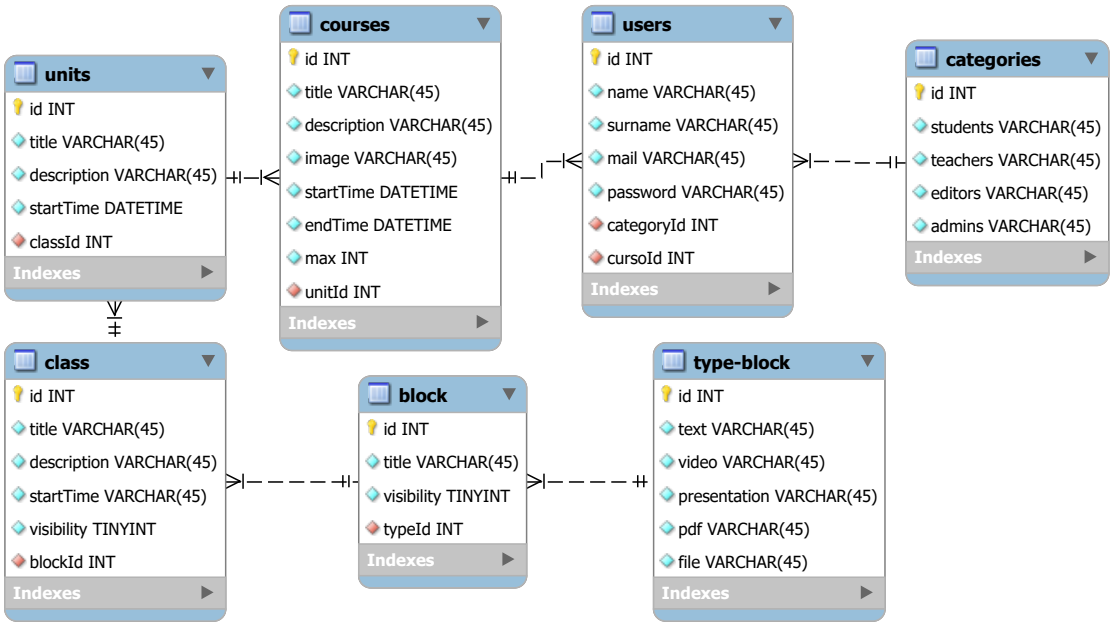 units
id INT
title VARCHAR(45)
description VARCHAR(45)
startTime DATETIME
classId INT
Indexes
courses
id INT
title VARCHAR(45)
description VARCHAR(45)
image VARCHAR(45)
startTime DATETIME
endTime DATETIME
max INT
unitId INT
Indexes
users
id INT
name VARCHAR(45)
surname VARCHAR(45)
mail VARCHAR(45)
password VARCHAR(45)
categoryId INT
cursoId INT
Indexes
categories
id INT
students VARCHAR(45)
teachers VARCHAR(45)
editors VARCHAR(45)
admins VARCHAR(45)
Indexes
class
id INT
title VARCHAR(45)
description VARCHAR(45)
startTime VARCHAR(45)
visibility TINYINT
blockId INT
Indexes
block
id INT
title VARCHAR(45)
visibility TINYINT
typeId INT
Indexes
type-block
id INT
text VARCHAR(45)
video VARCHAR(45)
presentation VARCHAR(45)
pdf VARCHAR(45)
file VARCHAR(45)
Indexes